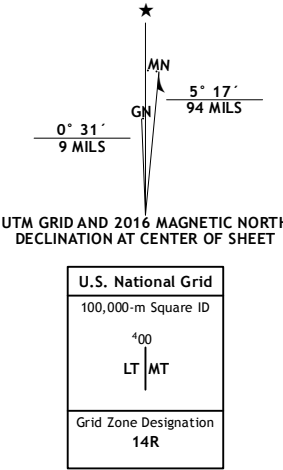 ★
MN
5° 17´
94 MILS
GN
0° 31´
9 MILS
UTM GRID AND 2016 MAGNETIC NORTH
DECLINATION AT CENTER OF SHEET
U.S. National Grid
100,000-m Square ID
⁴00
LT MT
Grid Zone Designation
14R